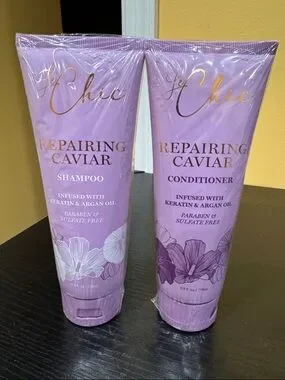 Chic
REPAIRING
CAVIAR
SHAMPOO
INFUSED WITH
KERATIN & ARGAN OIL
PARABEN &
SULFATE FREE
Chic
REPAIRING
CAVIAR
CONDITIONER
INFUSED WITH
KERATIN & ARGAN OIL
PARABEN &
SULFATE FREE